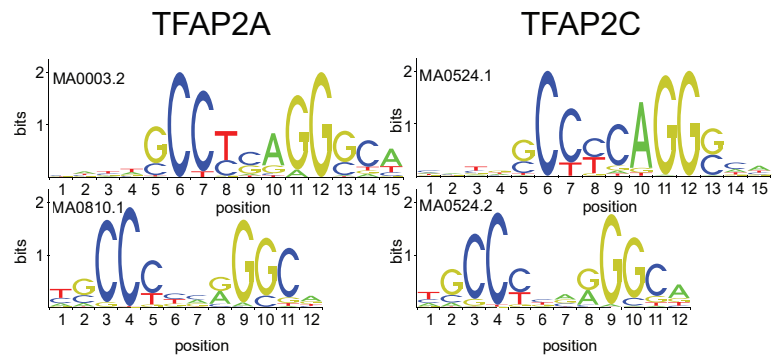 TFAP2A TFAP2C
MA0003.2 MA0524.1
2 2
bits bits
1 1
1 2 3 4 5 6 7 8 9 10 11 12 13 14 15 1 2 3 4 5 6 7 8 9 10 11 12 13 14 15
position position
MA0810.1 MA0524.2
2 2
bits bits
1 1
1 2 3 4 5 6 7 8 9 10 11 12 1 2 3 4 5 6 7 8 9 10 11 12
position position